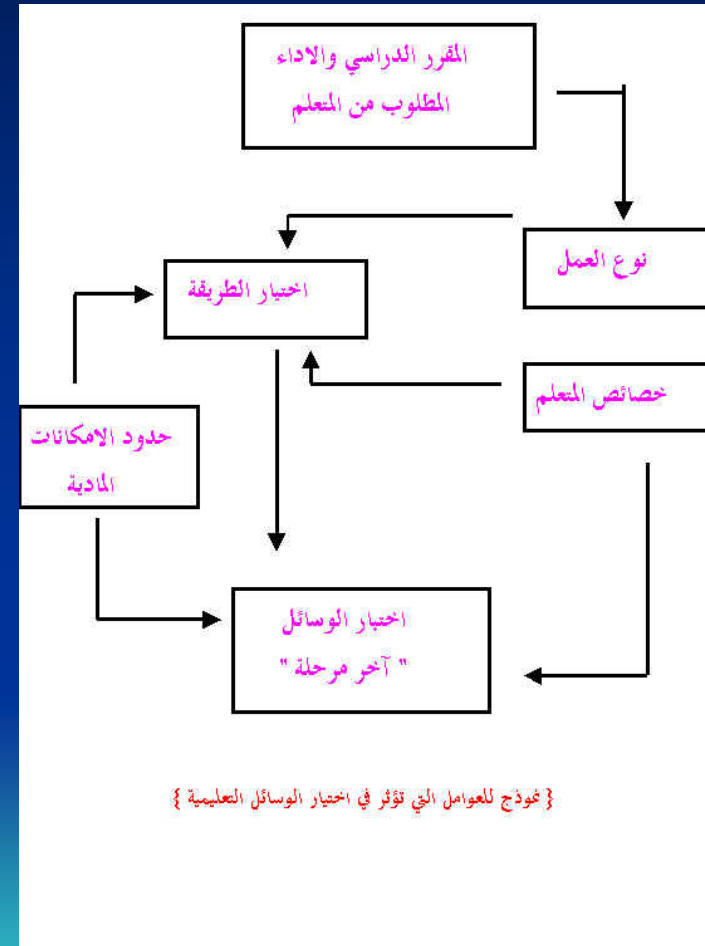 المقرر الدراسي والاداء
المطلوب من المتعلم
نوع العمل
اختيار الطريقة
خصائص المتعلم
حدود الامكانات
المادية
اختبار الوسائل
" آخر مرحلة "
{ نموذج للعوامل التي تؤثر في اختيار الوسائل التعليمية }